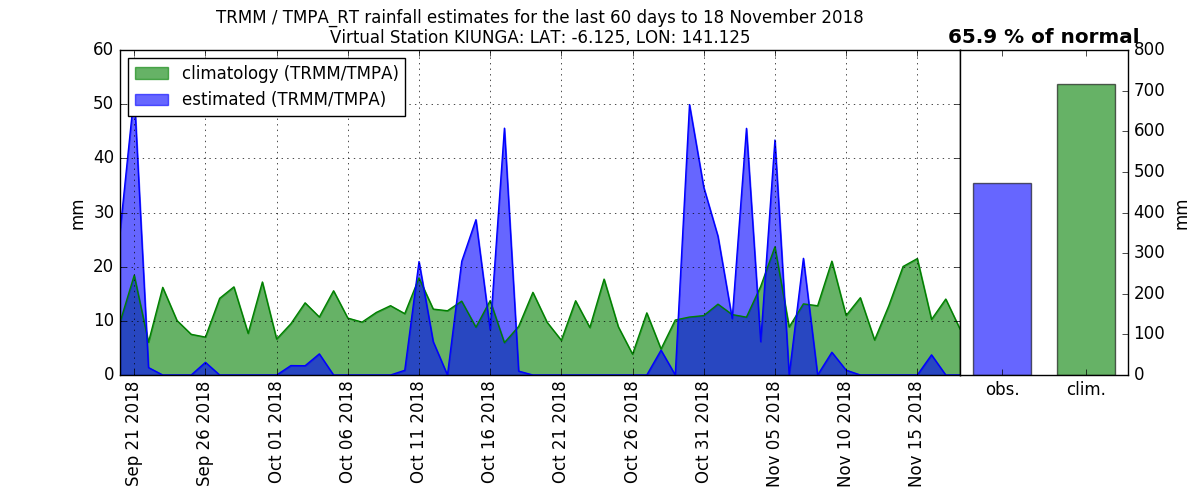 TRMM / TMPA_RT rainfall estimates for the last 60 days to 18 November 2018
Virtual Station KIUNGA: LAT: -6.125, LON: 141.125
65.9 % of normal
climatology (TRMM/TMPA)
estimated (TRMM/TMPA)
60
50
40
30
20
10
0
mm
800
700
600
500
400
300
200
100
0
mm
Sep 21 2018
Sep 26 2018
Oct 01 2018
Oct 06 2018
Oct 11 2018
Oct 16 2018
Oct 21 2018
Oct 26 2018
Oct 31 2018
Nov 05 2018
Nov 10 2018
Nov 15 2018
obs.
clim.